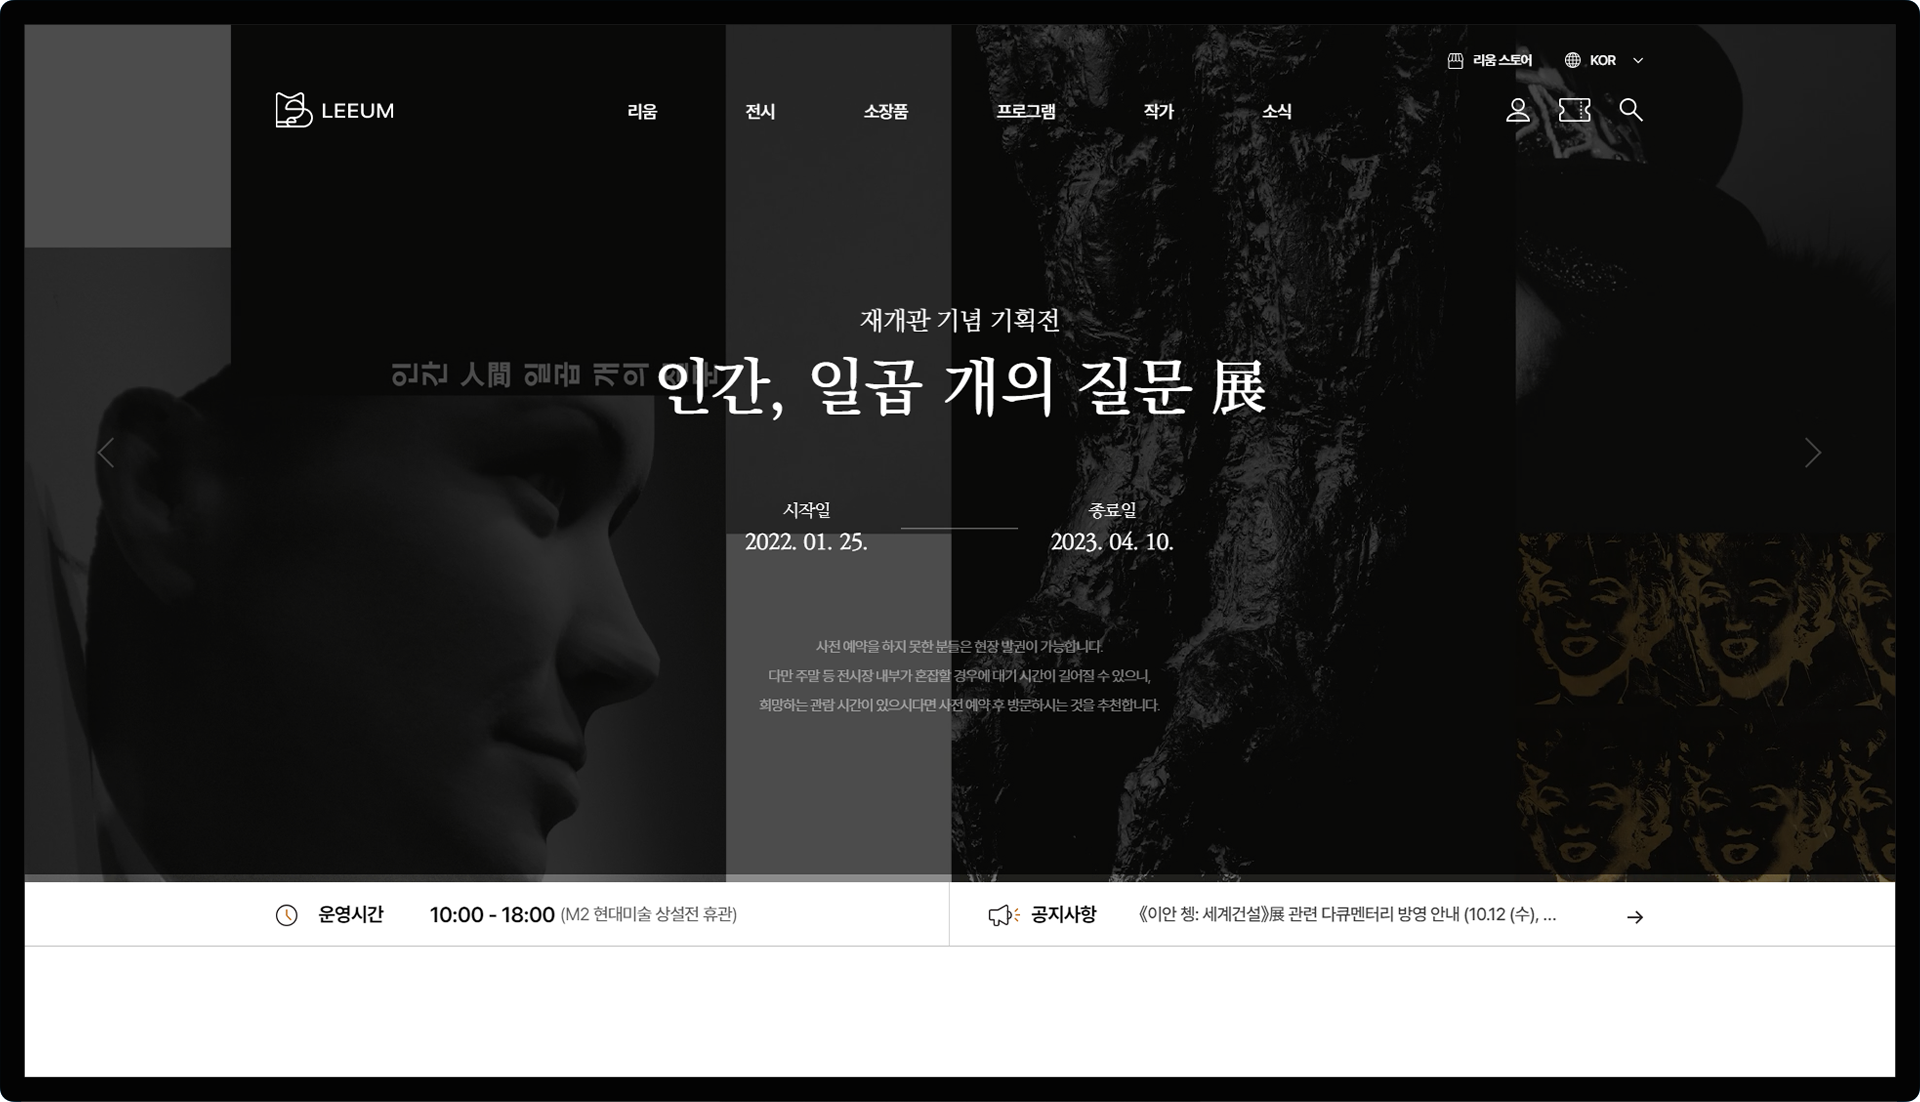 리움 스토어
KOR
LEEUM
리움
전시
소장품
프로그램
작가
소식
재개관 기념 기획전
인간 人間 일곱 개의 질문
인간, 일곱 개의 질문 展
시작일
2022. 01. 25.
종료일
2023. 04. 10.
사전 예약을 하지 못한 분들은 현장 발권이 가능합니다.
다만 주말 등 전시장 내부가 혼잡할 경우에 대기 시간이 길어질 수 있으니,
희망하는 관람 시간이 있으시다면 사전 예약 후 방문하시는 것을 추천합니다.
운영시간
10:00 - 18:00 (M2 현대미술 상설전 휴관)
공지사항
《이안 쳉: 세계건설》展 관련 다큐멘터리 방영 안내 (10.12 (수), ...